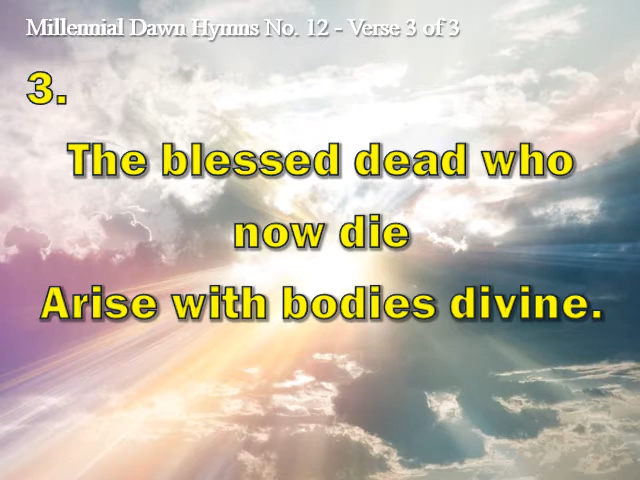 Millennial Dawn Hymns No. 12 - Verse 3 of 3
3.
The blessed dead who
now die
Arise with bodies divine.